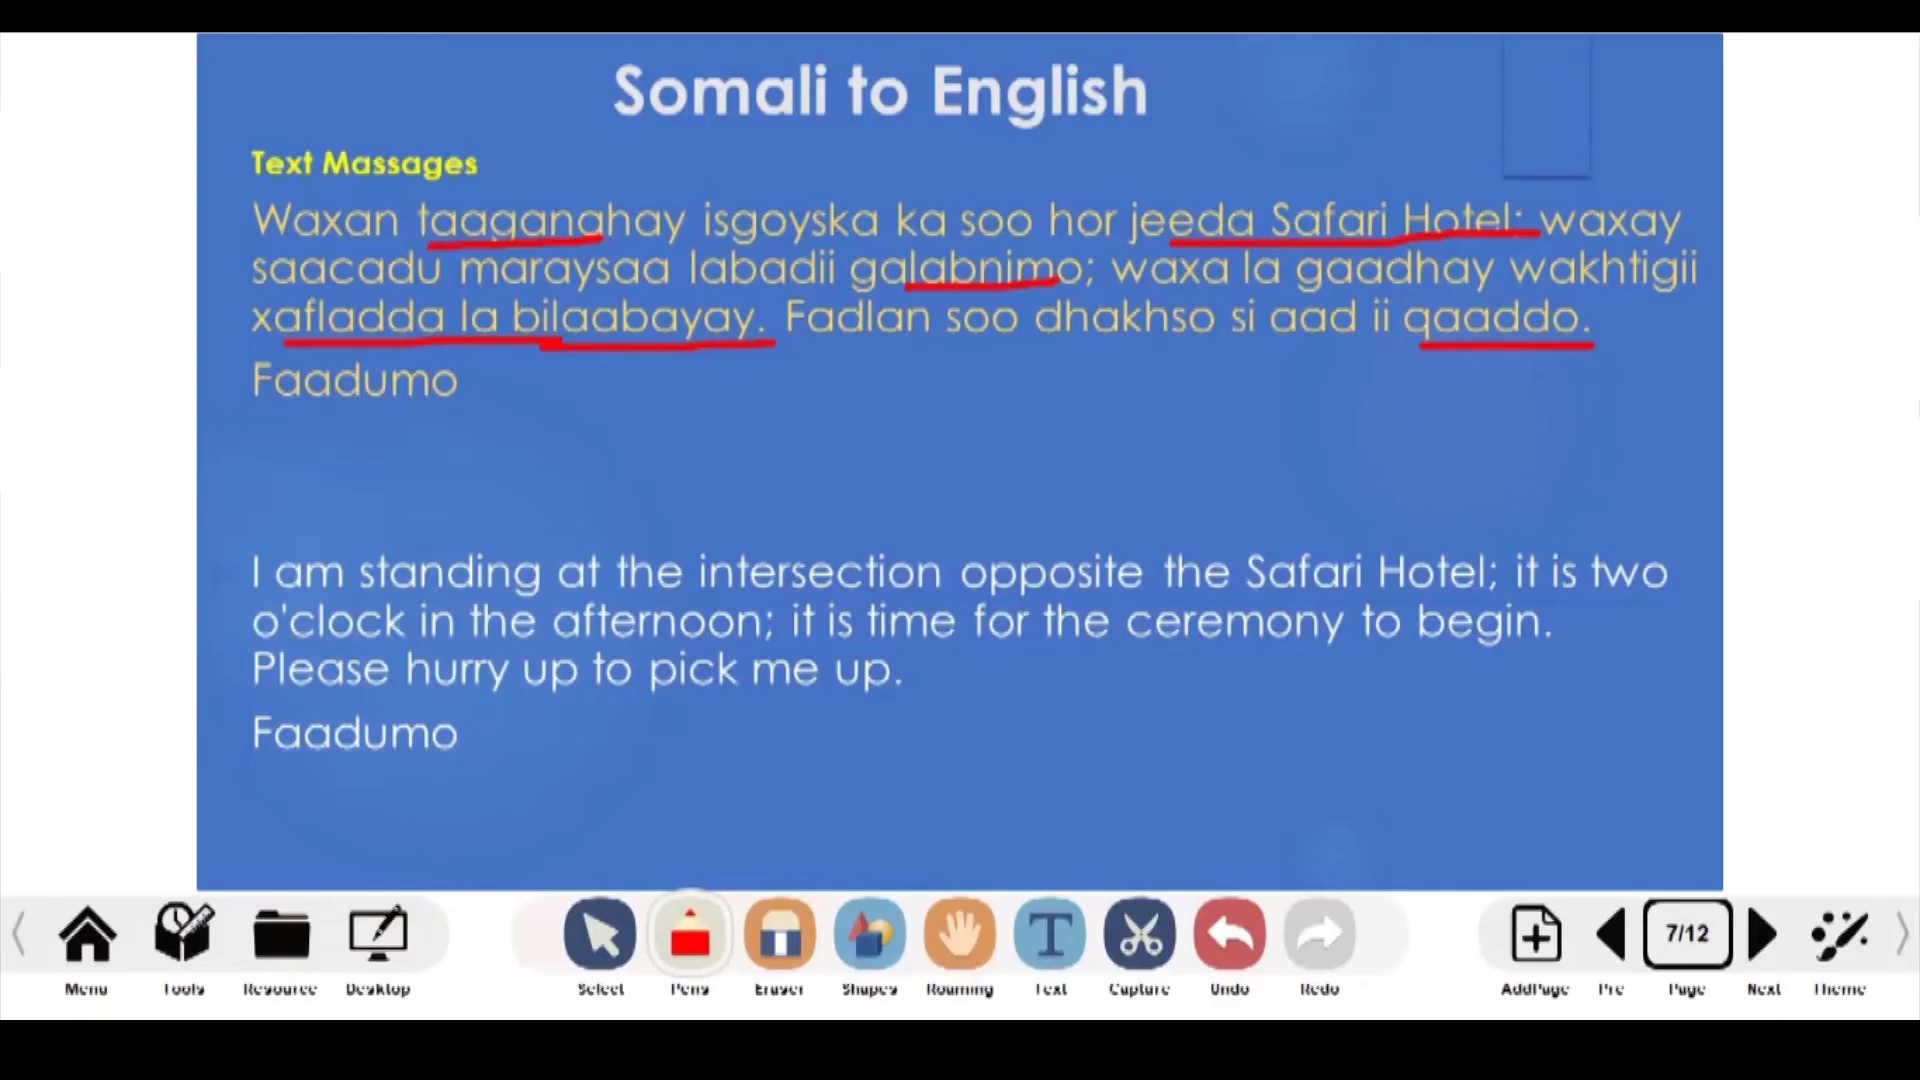 Somali to English
Text Massages
Waxan taaganahay isgoyska ka soo hor jeeda Safari Hotel; waxay
saacadu maraysaa labadii galabnimo; waxa la gaadhay wakhtigii
xafladda la bilaabayay. Fadlan soo dhakhso si aad ii qaaddo.
Faadumo
I am standing at the intersection opposite the Safari Hotel; it is two
o'clock in the afternoon; it is time for the ceremony to begin.
Please hurry up to pick me up.
Faadumo
7/12
Menu Tools Resource Desktop Select Pens Eraser Shapes Roaming Text Capture Undo Redo AddPage Pre Page Next Theme